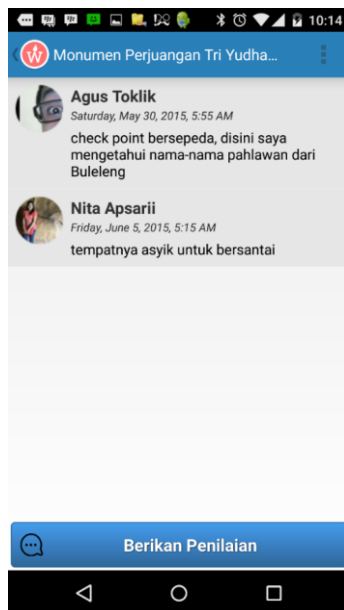 10:14
Monumen Perjuangan Tri Yudha...
Agus Toklik
Saturday, May 30, 2015, 5:55 AM
check point bersepeda, disini saya
mengetahui nama-nama pahlawan dari
Buleleng
Nita Apsarii
Friday, June 5, 2015, 5:15 AM
tempatnya asyik untuk bersantai
Berikan Penilaian